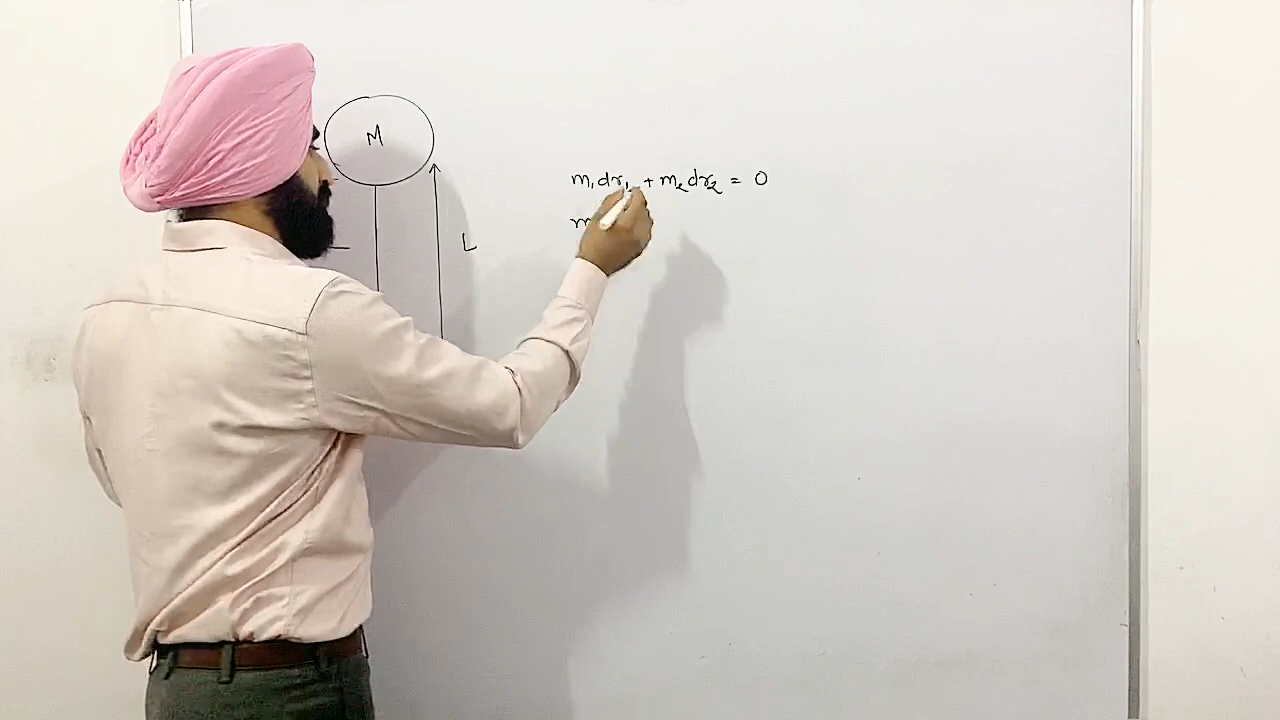 M
m₁dr₁ + m₂dr₂ = 0
m
L